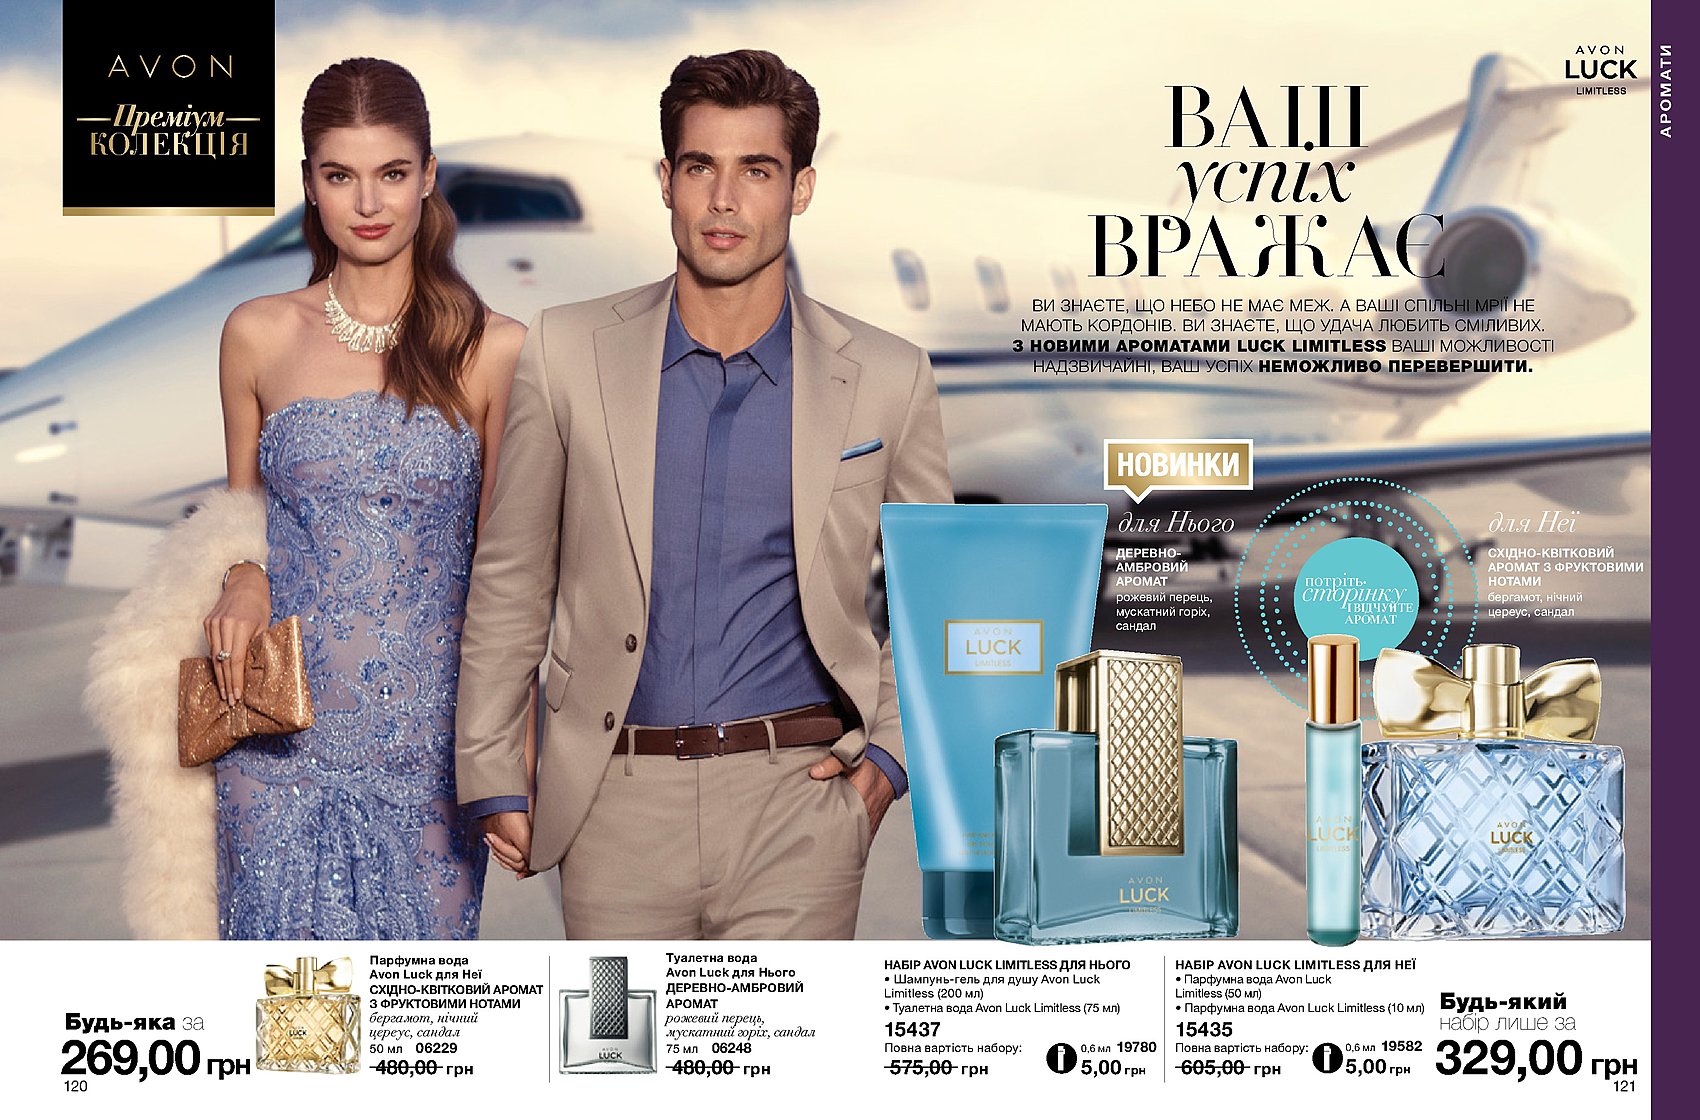 AVON
Преміум
КОЛЕКЦІЯ
AVON
LUCK
LIMITLESS
АРОМАТИ
ВАШ
успіх
ВРАЖАЄ
ВИ ЗНАЄТЕ, ЩО НЕБО НЕ МАЄ МЕЖ. А ВАШІ СПІЛЬНІ МРІЇ НЕ
МАЮТЬ КОРДОНІВ. ВИ ЗНАЄТЕ, ЩО УДАЧА ЛЮБИТЬ СМІЛИВИХ.
З НОВИМИ АРОМАТАМИ LUCK LIMITLESS ВАШІ МОЖЛИВОСТІ
НАДЗВИЧАЙНІ, ВАШ УСПІХ НЕМОЖЛИВО ПЕРЕВЕРШИТИ.
НОВИНКИ
для Нього
ДЕРЕВНО-
АМБРОВИЙ
АРОМАТ
рожевий перець,
мускатний горіх,
сандал
потріть
сторінку
І ВІДЧУЙТЕ
АРОМАТ
для Неї
СХІДНО-КВІТКОВИЙ
АРОМАТ З ФРУКТОВИМИ
НОТАМИ
бергамот, нічний
цереус, сандал
AVON
LUCK
LIMITLESS
AVON
LUCK
LIMITLESS
AVON
LUCK
LIMITLESS
AVON
LUCK
LIMITLESS
Будь-яка за
269,00 грн
120
LUCK
Парфумна вода
Avon Luck для Неї
СХІДНО-КВІТКОВИЙ АРОМАТ
З ФРУКТОВИМИ НОТАМИ
бергамот, нічний
цереус, сандал
50 мл 06229
480,00 грн
AVON
LUCK
Туалетна вода
Avon Luck для Нього
ДЕРЕВНО-АМБРОВИЙ
АРОМАТ
рожевий перець,
мускатний горіх, сандал
75 мл 06248
480,00 грн
НАБІР AVON LUCK LIMITLESS ДЛЯ НЬОГО
• Шампунь-гель для душу Avon Luck
Limitless (200 мл)
• Туалетна вода Avon Luck Limitless (75 мл)
15437
Повна вартість набору:
575,00 грн
0,6 мл 19780
5,00 грн
НАБІР AVON LUCK LIMITLESS ДЛЯ НЕЇ
• Парфумна вода Avon Luck
Limitless (50 мл)
• Парфумна вода Avon Luck Limitless (10 мл)
15435
Повна вартість набору:
605,00 грн
0,6 мл 19582
5,00 грн
Будь-який
набір лише за
329,00 грн
121